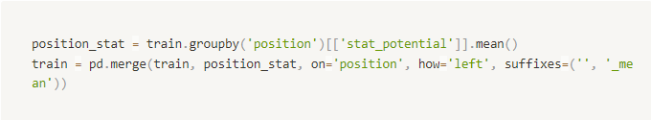 position_stat = train.groupby('position')[['stat_potential']].mean()
train = pd.merge(train, position_stat, on='position', how='left', suffixes=('', '_me
an'))